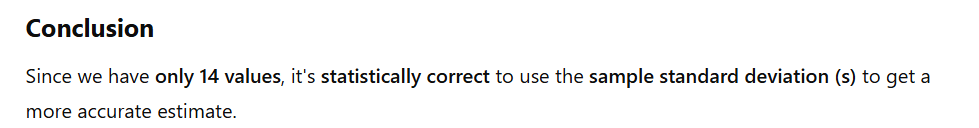 Conclusion
Since we have only 14 values, it's statistically correct to use the sample standard deviation (s) to get a
more accurate estimate.